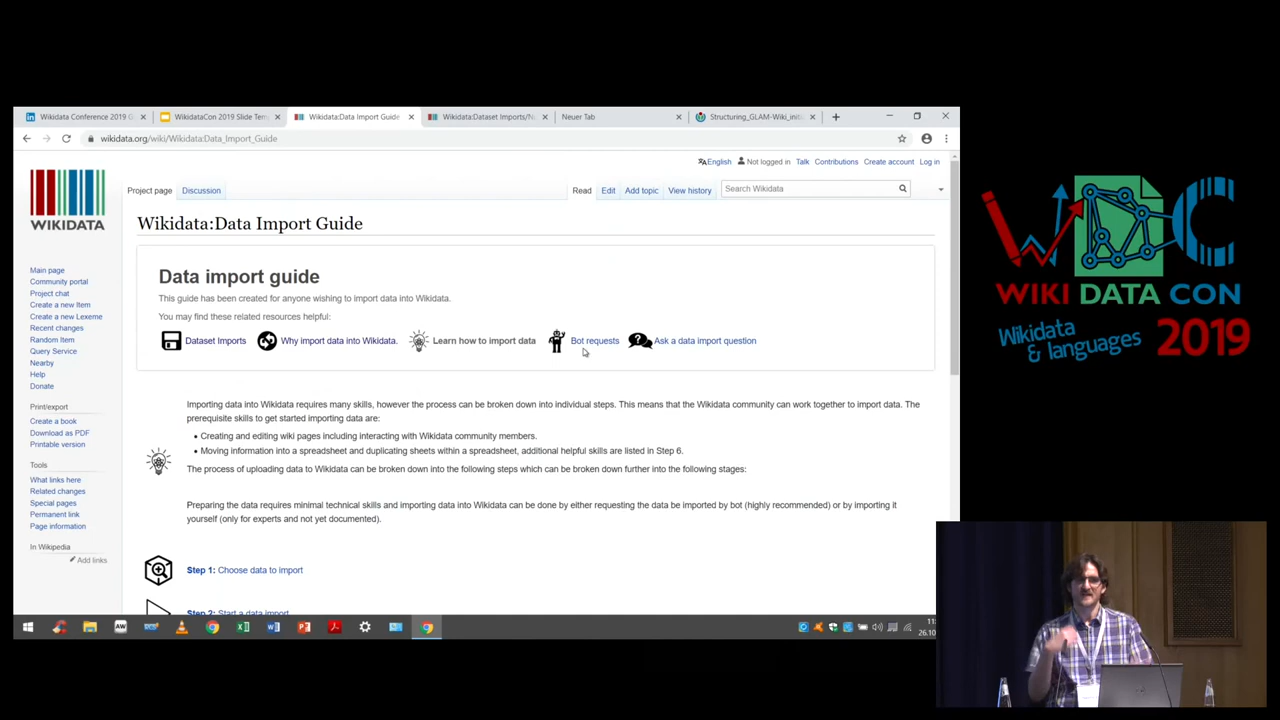 Wikidata Conference 2019 G
WikidataCon 2019 Slide Tem
Wikidata:Data Import Guide
Wikidata:Dataset Imports/N
Neuer Tab
Structuring_GLAM-Wiki_initi
wikidata.org/wiki/Wikidata:Data_Import_Guide
English Not logged in Talk Contributions Create account Log in
Project page Discussion Read Edit Add topic View history Search Wikidata
WIKIDATA
Main page
Community portal
Project chat
Create a new Item
Create a new Lexeme
Recent changes
Random Item
Query Service
Nearby
Help
Donate
Print/export
Create a book
Download as PDF
Printable version
Tools
What links here
Related changes
Special pages
Permanent link
Page information
In Wikipedia
Add links
Wikidata:Data Import Guide
Data import guide
This guide has been created for anyone wishing to import data into Wikidata.
You may find these related resources helpful:
Dataset Imports Why import data into Wikidata. Learn how to import data Bot requests Ask a data import question
Importing data into Wikidata requires many skills, however the process can be broken down into individual steps. This means that the Wikidata community can work together to import data. The
prerequisite skills to get started importing data are:
• Creating and editing wiki pages including interacting with Wikidata community members.
• Moving information into a spreadsheet and duplicating sheets within a spreadsheet, additional helpful skills are listed in Step 6.
The process of uploading data to Wikidata can be broken down into the following steps which can be broken down further into the following stages:
Preparing the data requires minimal technical skills and importing data into Wikidata can be done by either requesting the data be imported by bot (highly recommended) or by importing it
yourself (only for experts and not yet documented).
Step 1: Choose data to import
Step 2: Start a data import
AW
26.10
WDC
WIKI DATA CON
Wikidata
& languages
2019